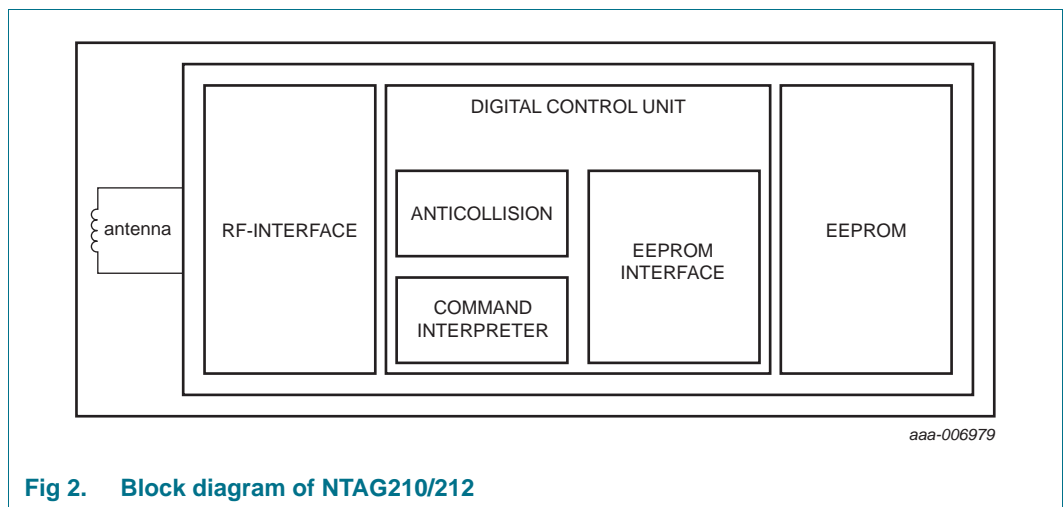 DIGITAL CONTROL UNIT
antenna
RF-INTERFACE
ANTICOLLISION
COMMAND
INTERPRETER
EEPROM
INTERFACE
EEPROM
aaa-006979
Fig 2. Block diagram of NTAG210/212